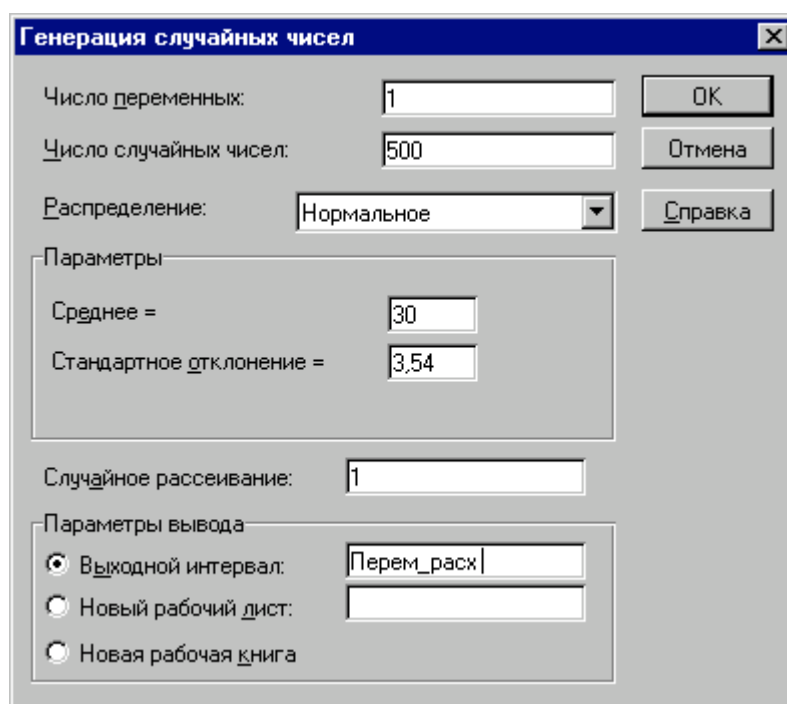 Генерация случайных чисел
Число переменных: 1 OK
Число случайных чисел: 500 Отмена
Распределение: Нормальное Справка
Параметры
Среднее = 30
Стандартное отклонение = 3,54
Случайное рассеивание: 1
Параметры вывода
Выходной интервал: Перем_расх
Новый рабочий лист:
Новая рабочая книга